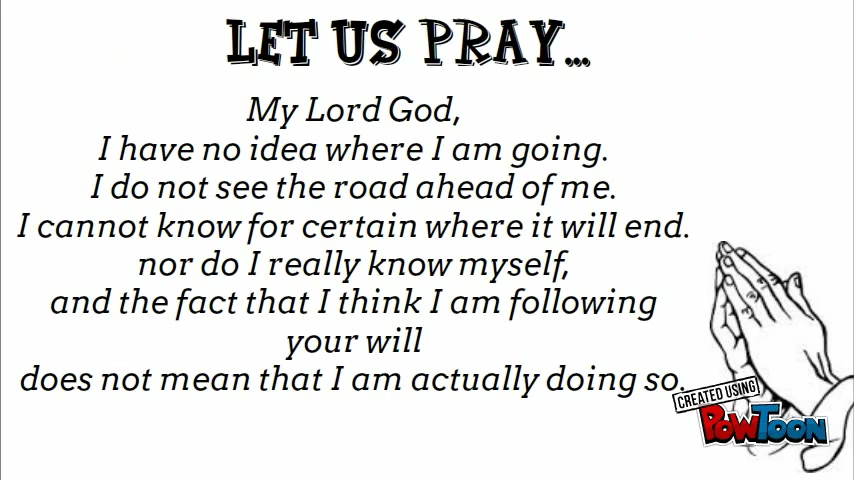 LET US PRAY...
My Lord God,
I have no idea where I am going.
I do not see the road ahead of me.
I cannot know for certain where it will end.
nor do I really know myself,
and the fact that I think I am following
your will
does not mean that I am actually doing so.
CREATED USING
POWTOON